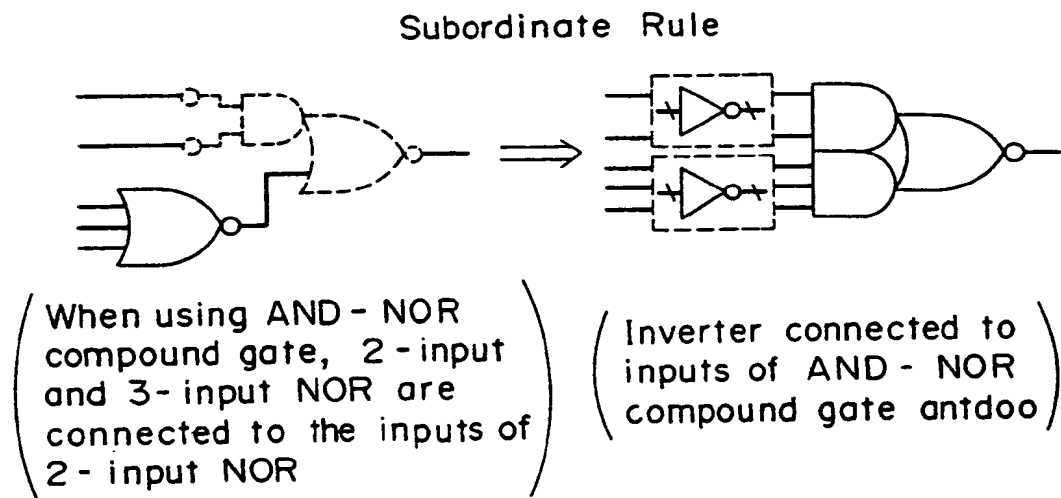 Subordinate Rule
When using AND - NOR
compound gate, 2 - input
and 3 - input NOR are
connected to the inputs of
2 - input NOR
Inverter connected to
inputs of AND - NOR
compound gate antdoo